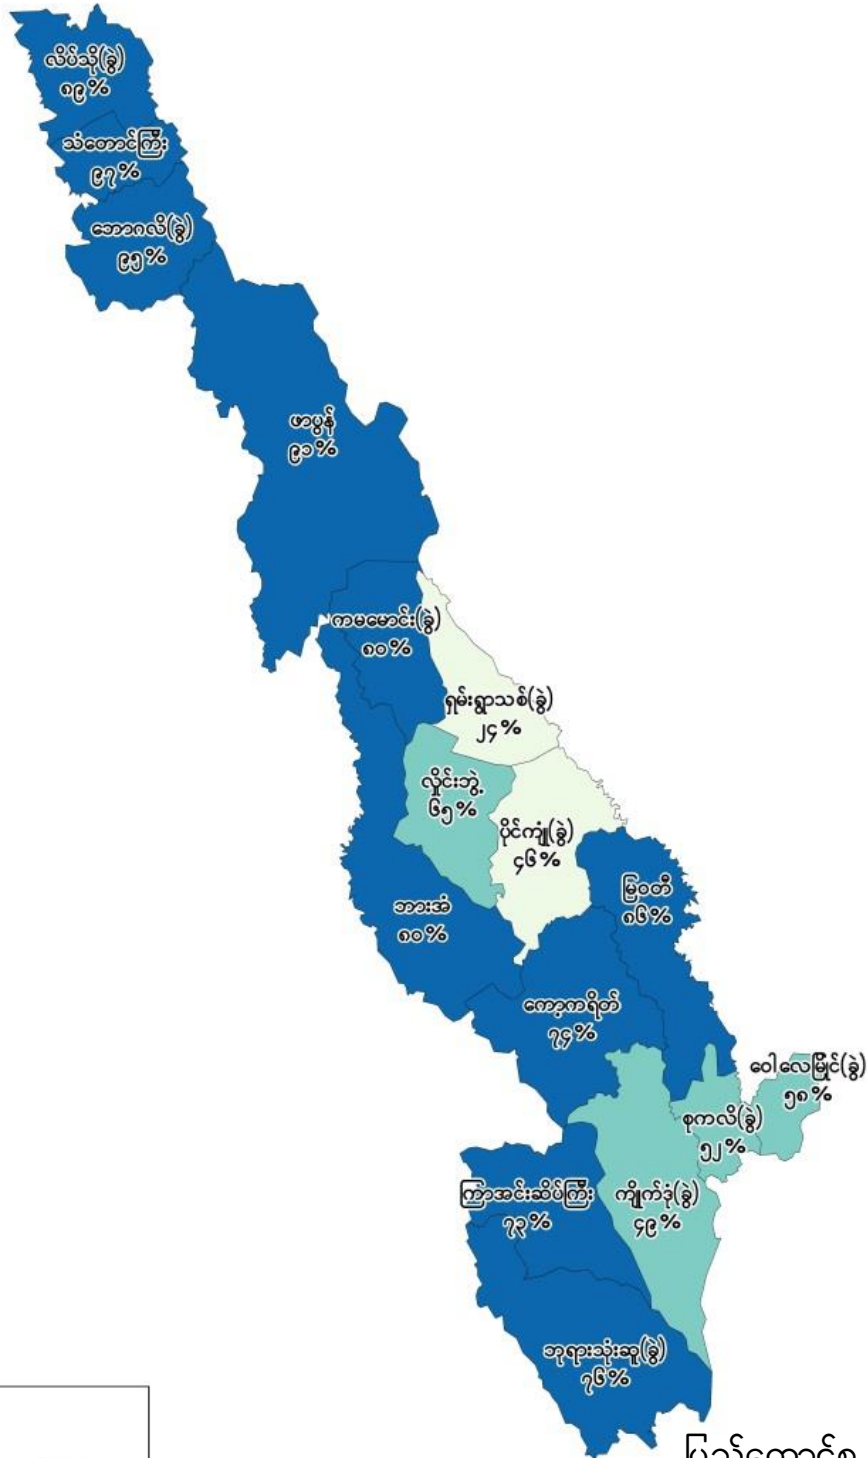 လိပ်သို(ခွဲ)
၈၉%
သံတောင်ကြီး
၉၇%
ဘောဂလိ(ခွဲ)
၉၅%
ဖာပွန်
၉၁%
ကမမောင်း(ခွဲ)
၈၀%
ရှမ်းရွာသစ်(ခွဲ)
၂၄%
လှိုင်းဘွဲ့
၆၅%
ပိုင်ကျုံ(ခွဲ)
၄၆%
မြဝတီ
၈၆%
ဘားအံ
၈၀%
ကော့ကရိတ်
၇၄%
ဝေါလေမြိုင်(ခွဲ)
၅၈%
စုကလိ(ခွဲ)
၅၂%
ကြာအင်းဆိပ်ကြီး
၇၃%
ကျိုက်ဒုံ(ခွဲ)
၄၉%
ဘုရားသုံးဆူ(ခွဲ)
၇၆%